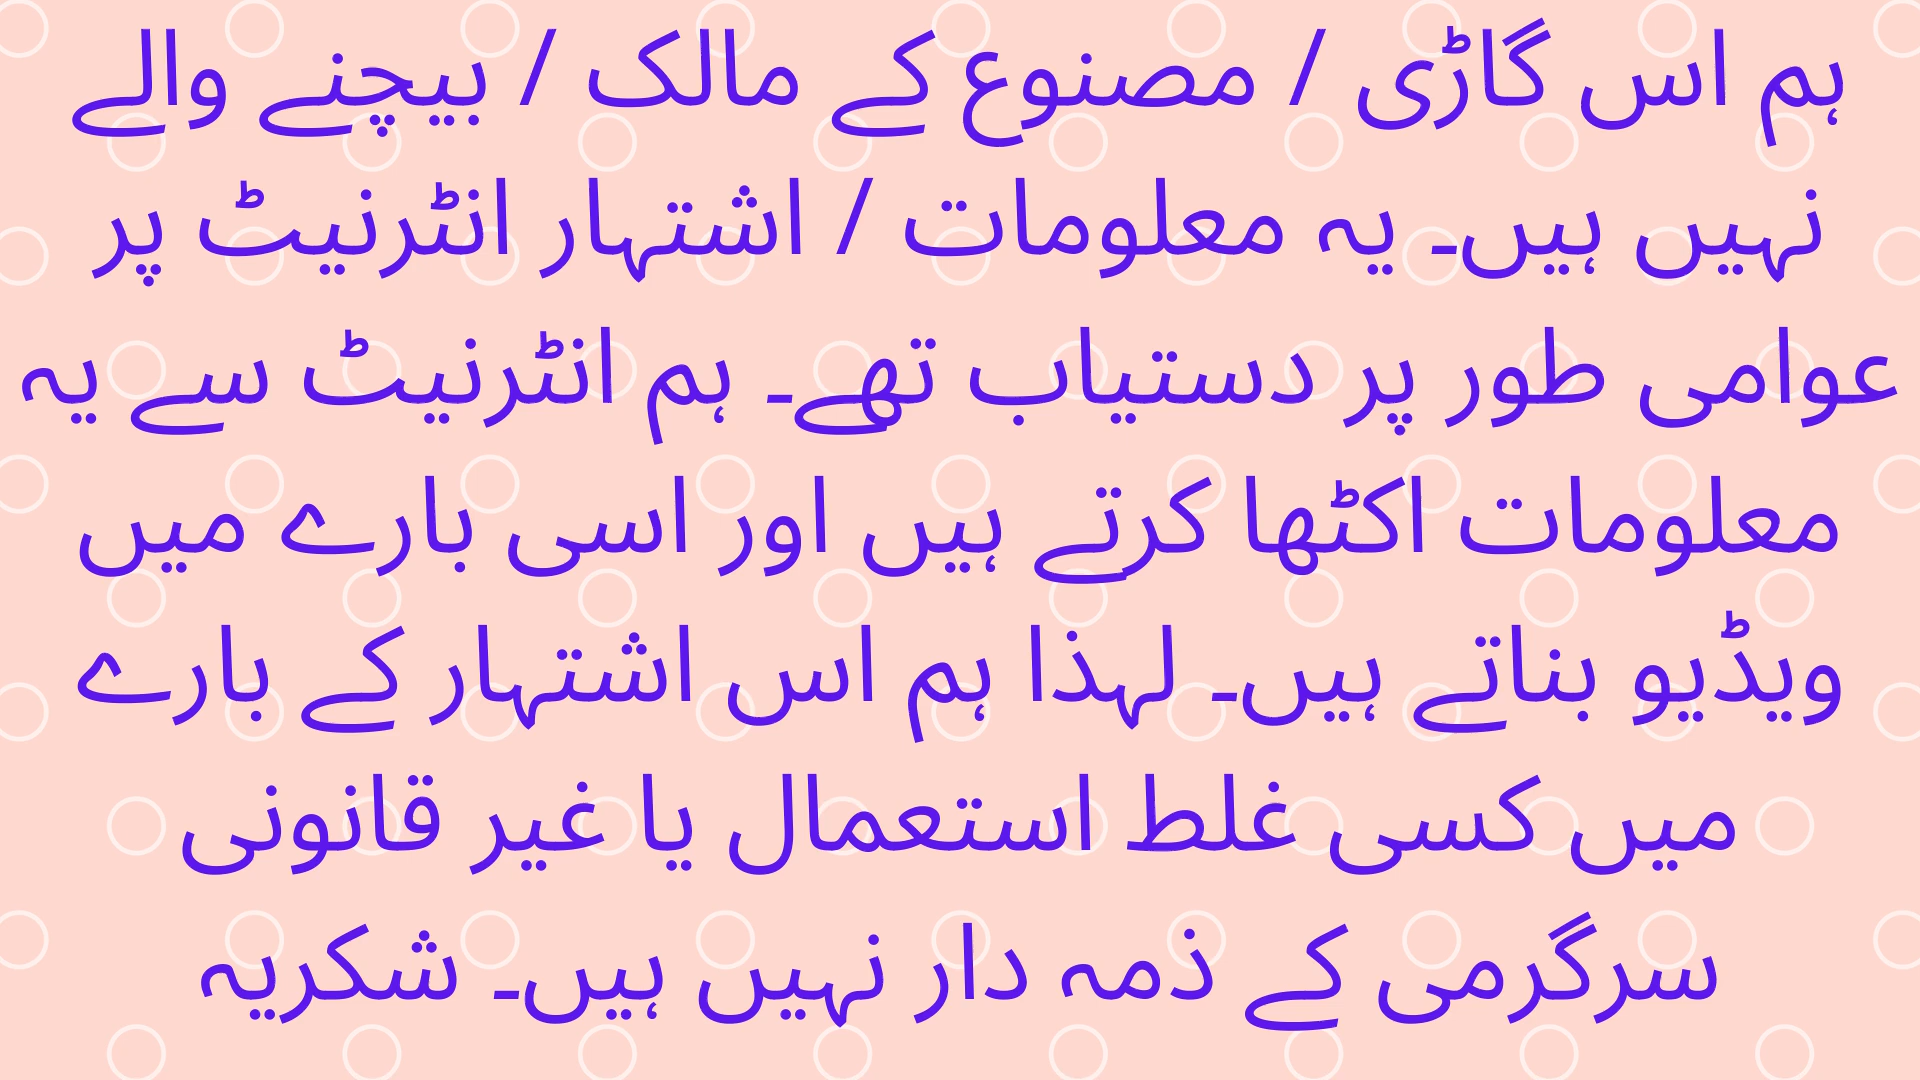 ہم اس گاڑی / مصنوع کے مالک / بیچنے والے
نہیں ہیں۔ یہ معلومات / اشتہار انٹرنیٹ پر
عوامی طور پر دستیاب تھے۔ ہم انٹرنیٹ سے یہ
معلومات اکٹھا کرتے ہیں اور اسی بارے میں
ویڈیو بناتے ہیں۔ لہذا ہم اس اشتہار کے بارے
میں کسی غلط استعمال یا غیر قانونی
سرگرمی کے ذمہ دار نہیں ہیں۔ شکریہ